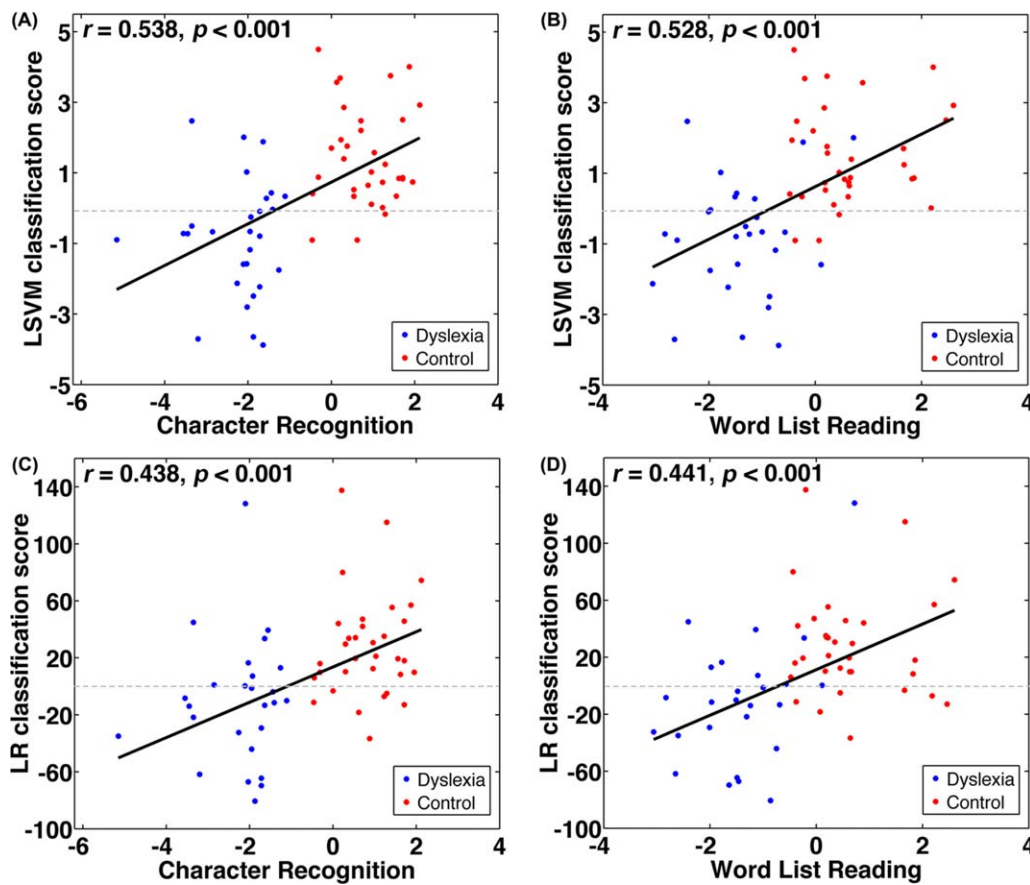 (A)
r = 0.538, p < 0.001
LSVM classification score
5
3
1
-1
-3
-5
-6
-4
-2
0
2
4
Character Recognition
Dyslexia
Control
(B)
r = 0.528, p < 0.001
LSVM classification score
5
3
1
-1
-3
-5
-4
-2
0
2
4
Word List Reading
Dyslexia
Control
(C)
r = 0.438, p < 0.001
LR classification score
140
100
60
20
-20
-60
-100
-6
-4
-2
0
2
4
Character Recognition
Dyslexia
Control
(D)
r = 0.441, p < 0.001
LR classification score
140
100
60
20
-20
-60
-100
-4
-2
0
2
4
Word List Reading
Dyslexia
Control